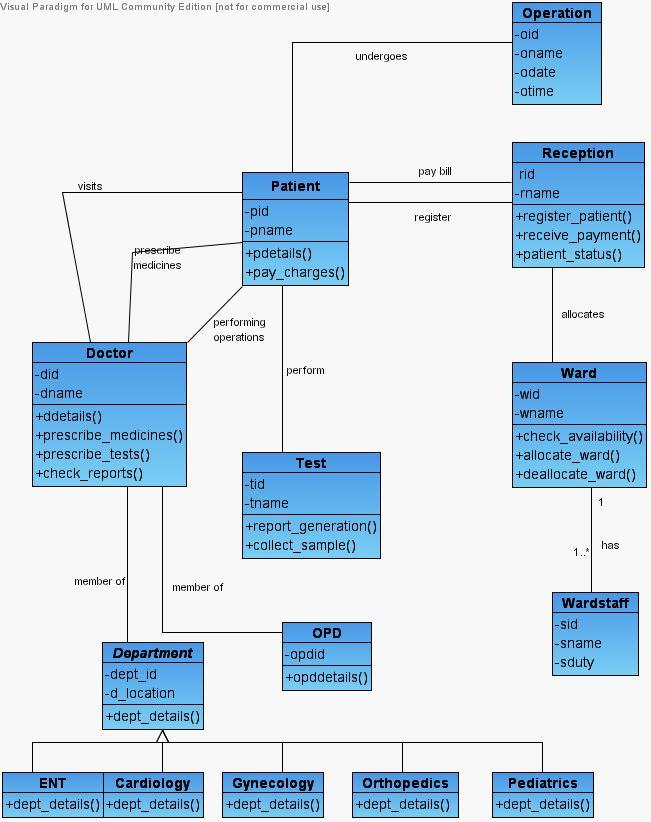 Visual Paradigm for UML Community Edition [not for commercial use]
Operation
-oid
-oname
-odate
-otime
undergoes
Reception
rid
-rname
+register_patient()
+receive_payment()
+patient_status()
pay bill
register
Patient
-pid
-pname
+pdetails()
+pay_charges()
visits
prescribe
medicines
performing
operations
allocates
perform
Doctor
-did
-dname
+ddetails()
+prescribe_medicines()
+prescribe_tests()
+check_reports()
Ward
-wid
-wname
+check_availability()
+allocate_ward()
+deallocate_ward()
Test
-tid
-tname
+report_generation()
+collect_sample()
1
has
1..*
member of
member of
Wardstaff
-sid
-sname
-sduty
OPD
-opdid
+opddetails()
Department
-dept_id
-d_location
+dept_details()
ENT
+dept_details()
Cardiology
+dept_details()
Gynecology
+dept_details()
Orthopedics
+dept_details()
Pediatrics
+dept_details()